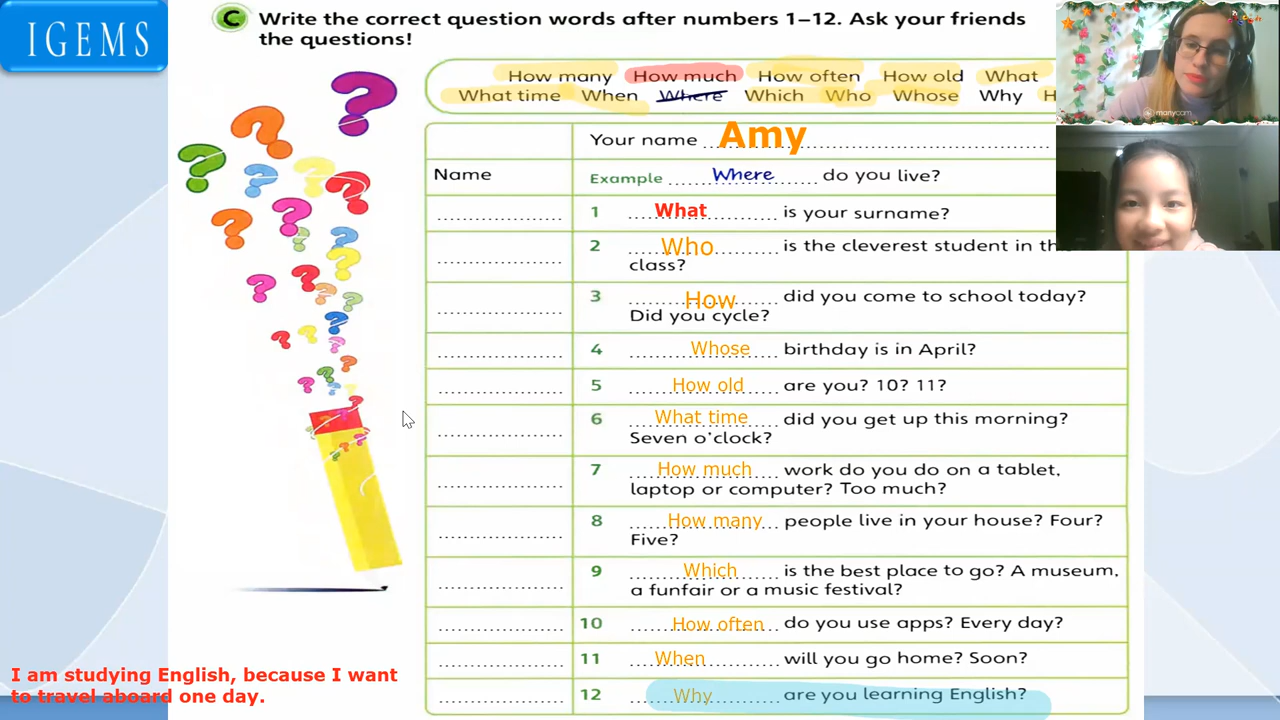 IGEMS
C Write the correct question words after numbers 1–12. Ask your friends
the questions!
How many How much How often How old What
What time When Where Which Who Whose Why H
Your name Amy
Name
Example Where do you live?
1 What is your surname?
2 Who is the cleverest student in the
class?
3 How did you come to school today?
Did you cycle?
4 Whose birthday is in April?
5 How old are you? 10? 11?
6 What time did you get up this morning?
Seven o'clock?
7 How much work do you do on a tablet,
laptop or computer? Too much?
8 How many people live in your house? Four?
Five?
9 Which is the best place to go? A museum,
a funfair or a music festival?
10 How often do you use apps? Every day?
11 When will you go home? Soon?
12 Why are you learning English?
I am studying English, because I want
to travel aboard one day.
manycam